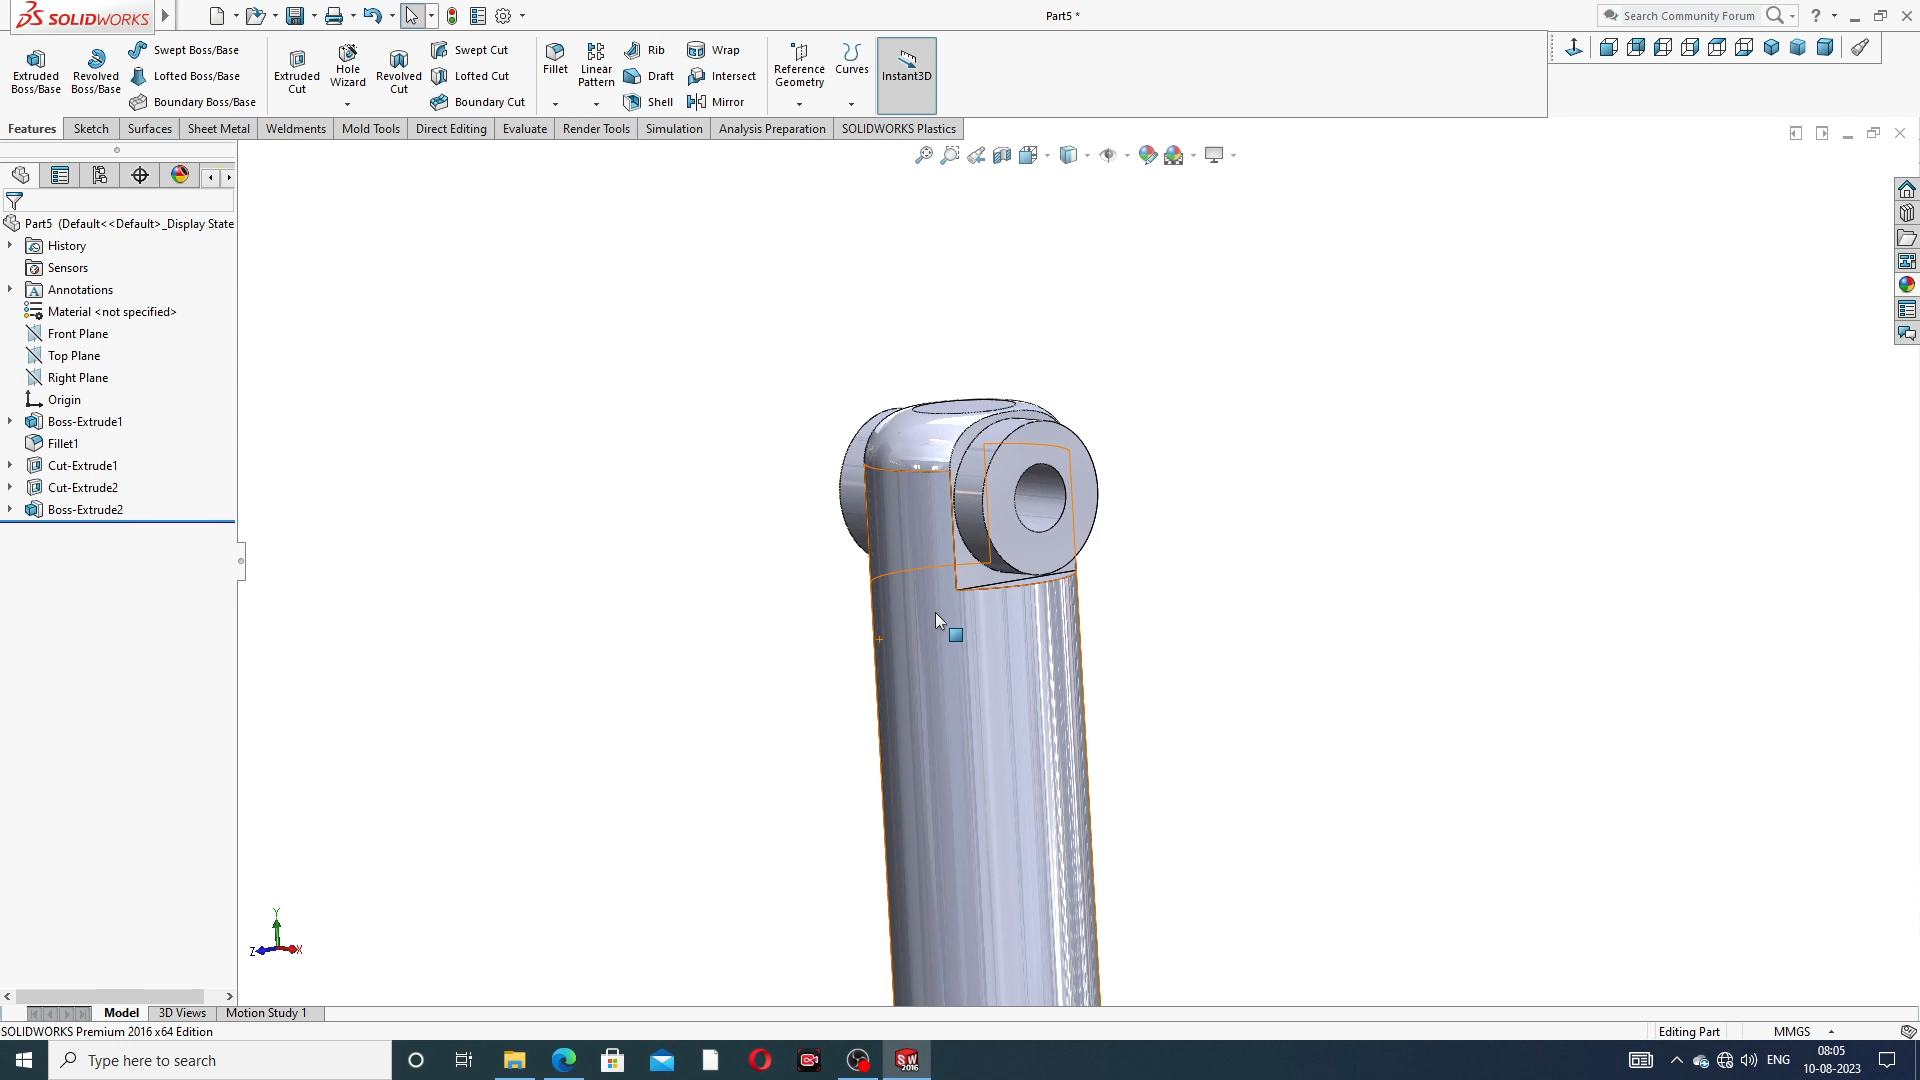 SOLIDWORKS
Part5 *
Search Community Forum
?
Extruded Boss/Base
Revolved Boss/Base
Swept Boss/Base
Lofted Boss/Base
Boundary Boss/Base
Extruded Cut
Hole Wizard
Revolved Cut
Swept Cut
Lofted Cut
Boundary Cut
Fillet
Linear Pattern
Rib
Draft
Shell
Wrap
Intersect
Mirror
Reference Geometry
Curves
Instant3D
Features
Sketch
Surfaces
Sheet Metal
Weldments
Mold Tools
Direct Editing
Evaluate
Render Tools
Simulation
Analysis Preparation
SOLIDWORKS Plastics
Part5 (Default<<Default>_Display State
History
Sensors
A
Annotations
Material <not specified>
Front Plane
Top Plane
Right Plane
Origin
Boss-Extrude1
Fillet1
Cut-Extrude1
Cut-Extrude2
Boss-Extrude2
Y
Z
X
Model
3D Views
Motion Study 1
SOLIDWORKS Premium 2016 x64 Edition
Editing Part
MMGS
Type here to search
SW
2016
ENG
08:05
10-08-2023